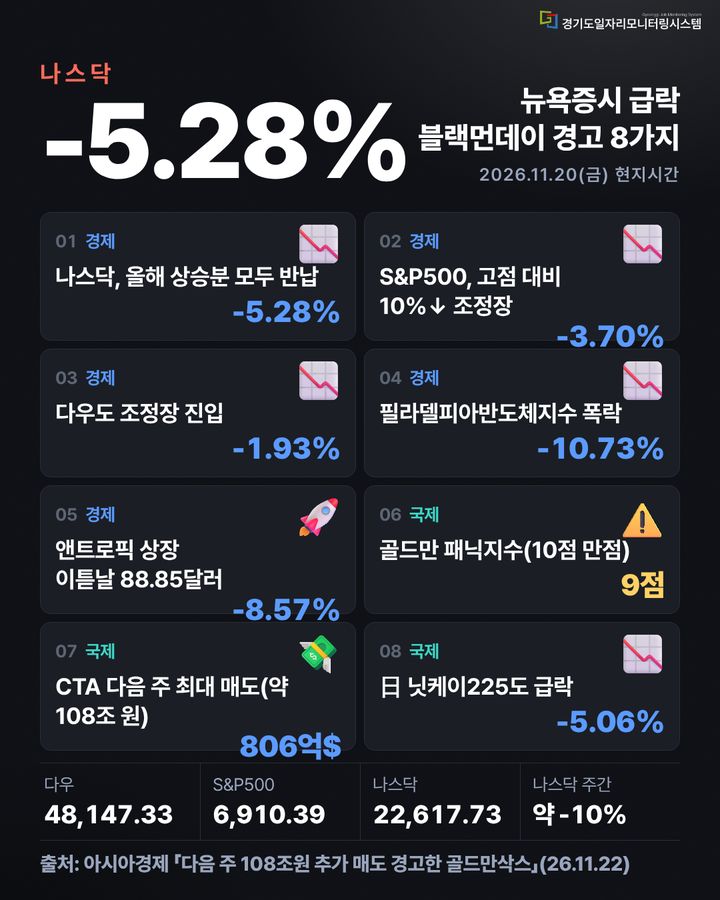 경기도일자리모니터링시스템
나스닥
-5.28%
뉴욕증시 급락
블랙먼데이 경고 8가지
2026.11.20(금) 현지시간
01 경제
나스닥, 올해 상승분 모두 반납
-5.28%
02 경제
S&P500, 고점 대비
10%↓ 조정장
-3.70%
03 경제
다우도 조정장 진입
-1.93%
04 경제
필라델피아반도체지수 폭락
-10.73%
05 경제
앤트로픽 상장
이튿날 88.85달러
-8.57%
06 국제
골드만 패닉지수(10점 만점)
9점
07 국제
CTA 다음 주 최대 매도(약
108조 원)
806억$
08 국제
日 닛케이225도 급락
-5.06%
다우
48,147.33
S&P500
6,910.39
나스닥
22,617.73
나스닥 주간
약 -10%
출처: 아시아경제 『다음 주 108조원 추가 매도 경고한 골드만삭스』(26.11.22)